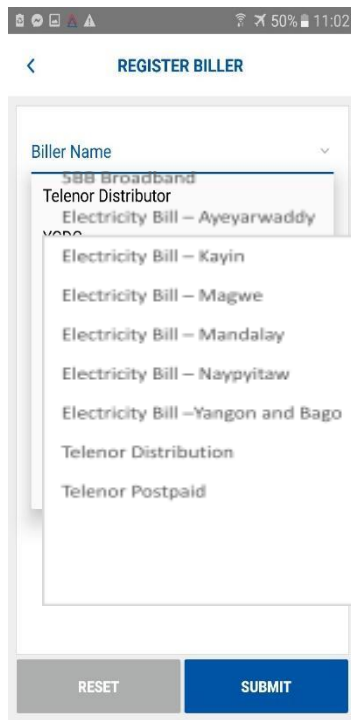 50% 11:02
REGISTER BILLER
Biller Name
5BB Broadband
Telenor Distributor
Electricity Bill – Ayeyarwaddy
Electricity Bill – Kayin
Electricity Bill – Magwe
Electricity Bill – Mandalay
Electricity Bill – Naypyitaw
Electricity Bill –Yangon and Bago
Telenor Distribution
Telenor Postpaid
RESET
SUBMIT